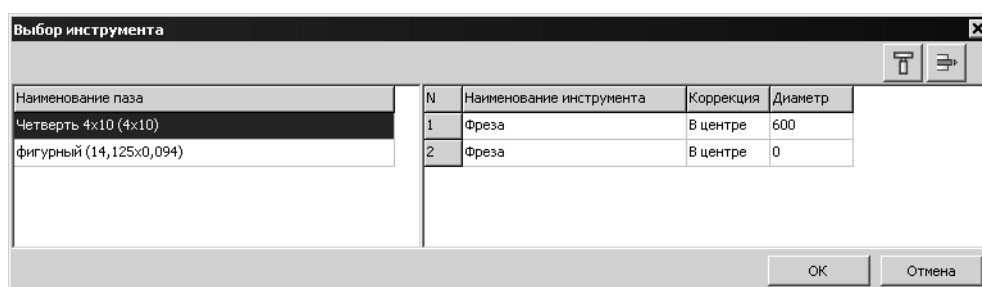 Выбор инструмента
Наименование паза
Четверть 4x10 (4x10)
фигурный (14,125x0,094)
N Наименование инструмента Коррекция Диаметр
1 Фреза В центре 600
2 Фреза В центре 0
ОК Отмена